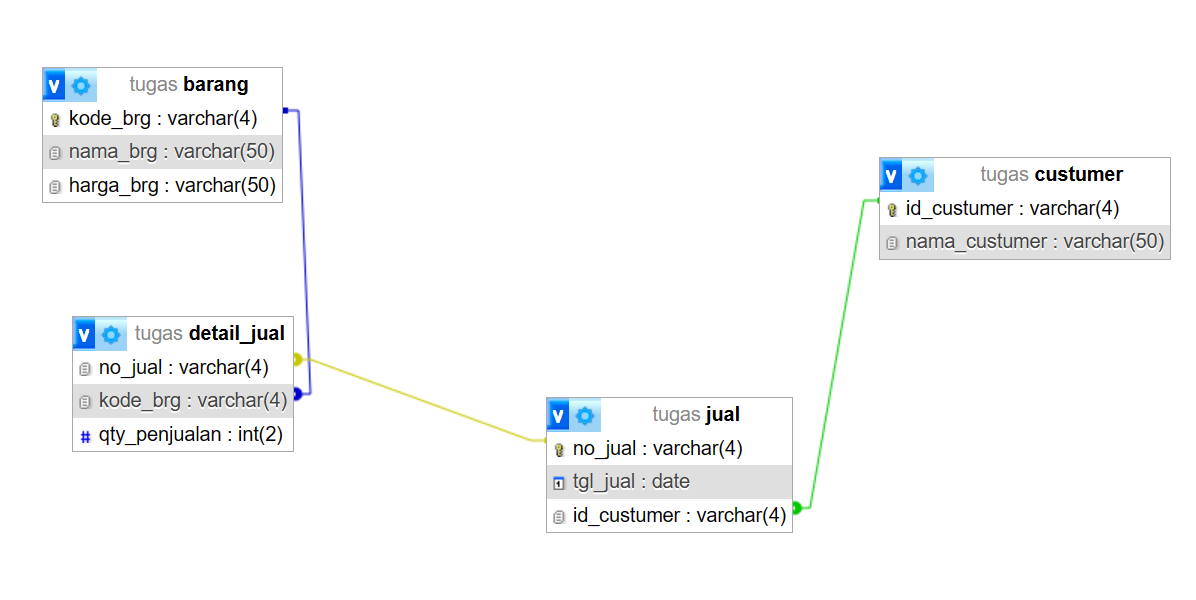 v tugas barang
kode_brg : varchar(4)
nama_brg : varchar(50)
harga_brg : varchar(50)
v tugas custumer
id_custumer : varchar(4)
nama_custumer : varchar(50)
v tugas detail_jual
no_jual : varchar(4)
kode_brg : varchar(4)
# qty_penjualan : int(2)
v tugas jual
no_jual : varchar(4)
tgl_jual : date
id_custumer : varchar(4)